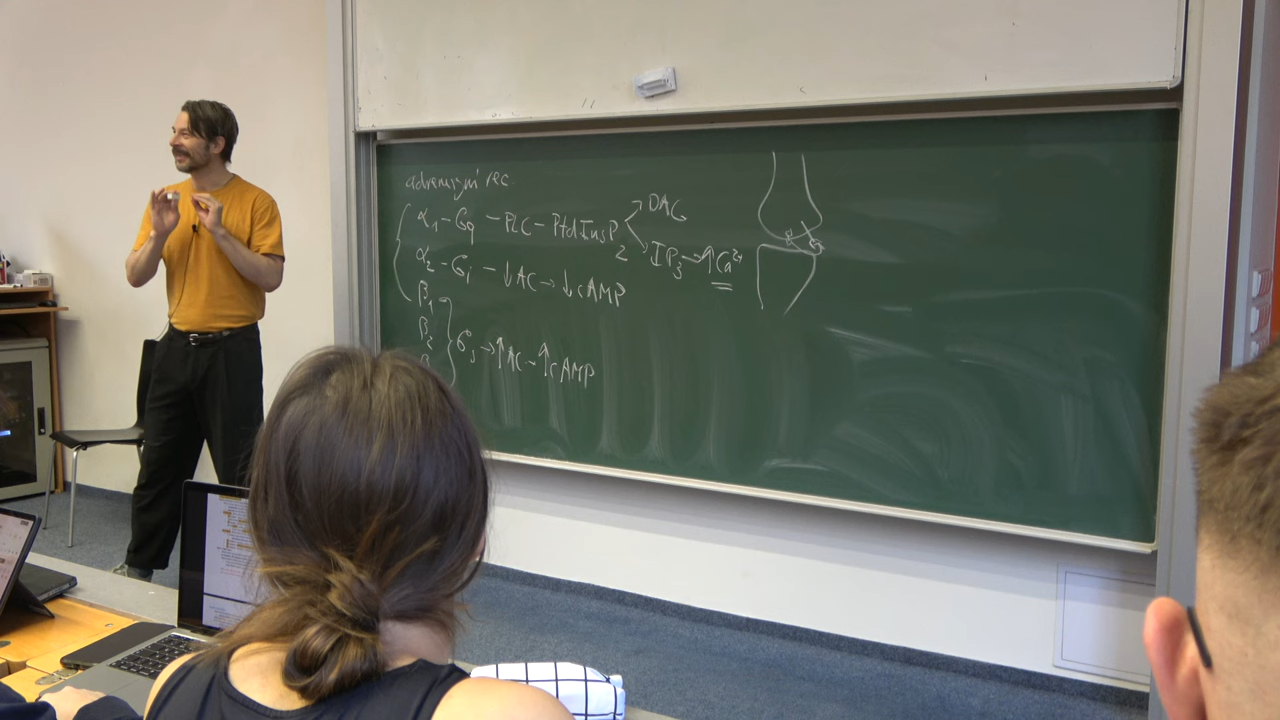 adrenergní rec.
α₁ - Gq - PLC - PtdInsP₂ → DAG
→ IP₃ → ↑Ca²⁺
α₂ - Gi - ↓AC → ↓cAMP
β₁
β₂
Gs → ↑AC → ↑cAMP
β